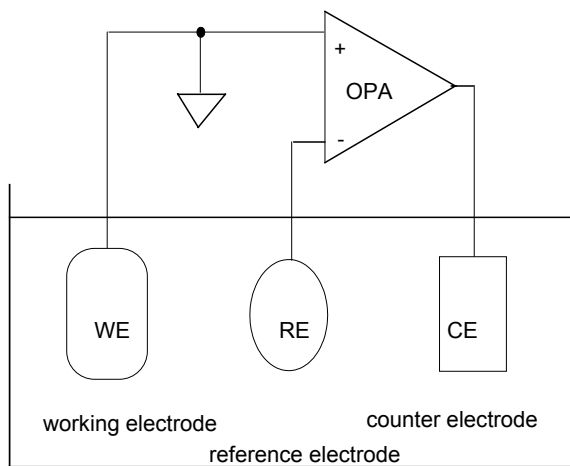 +
OPA
-
WE
RE
CE
working electrode
counter electrode
reference electrode